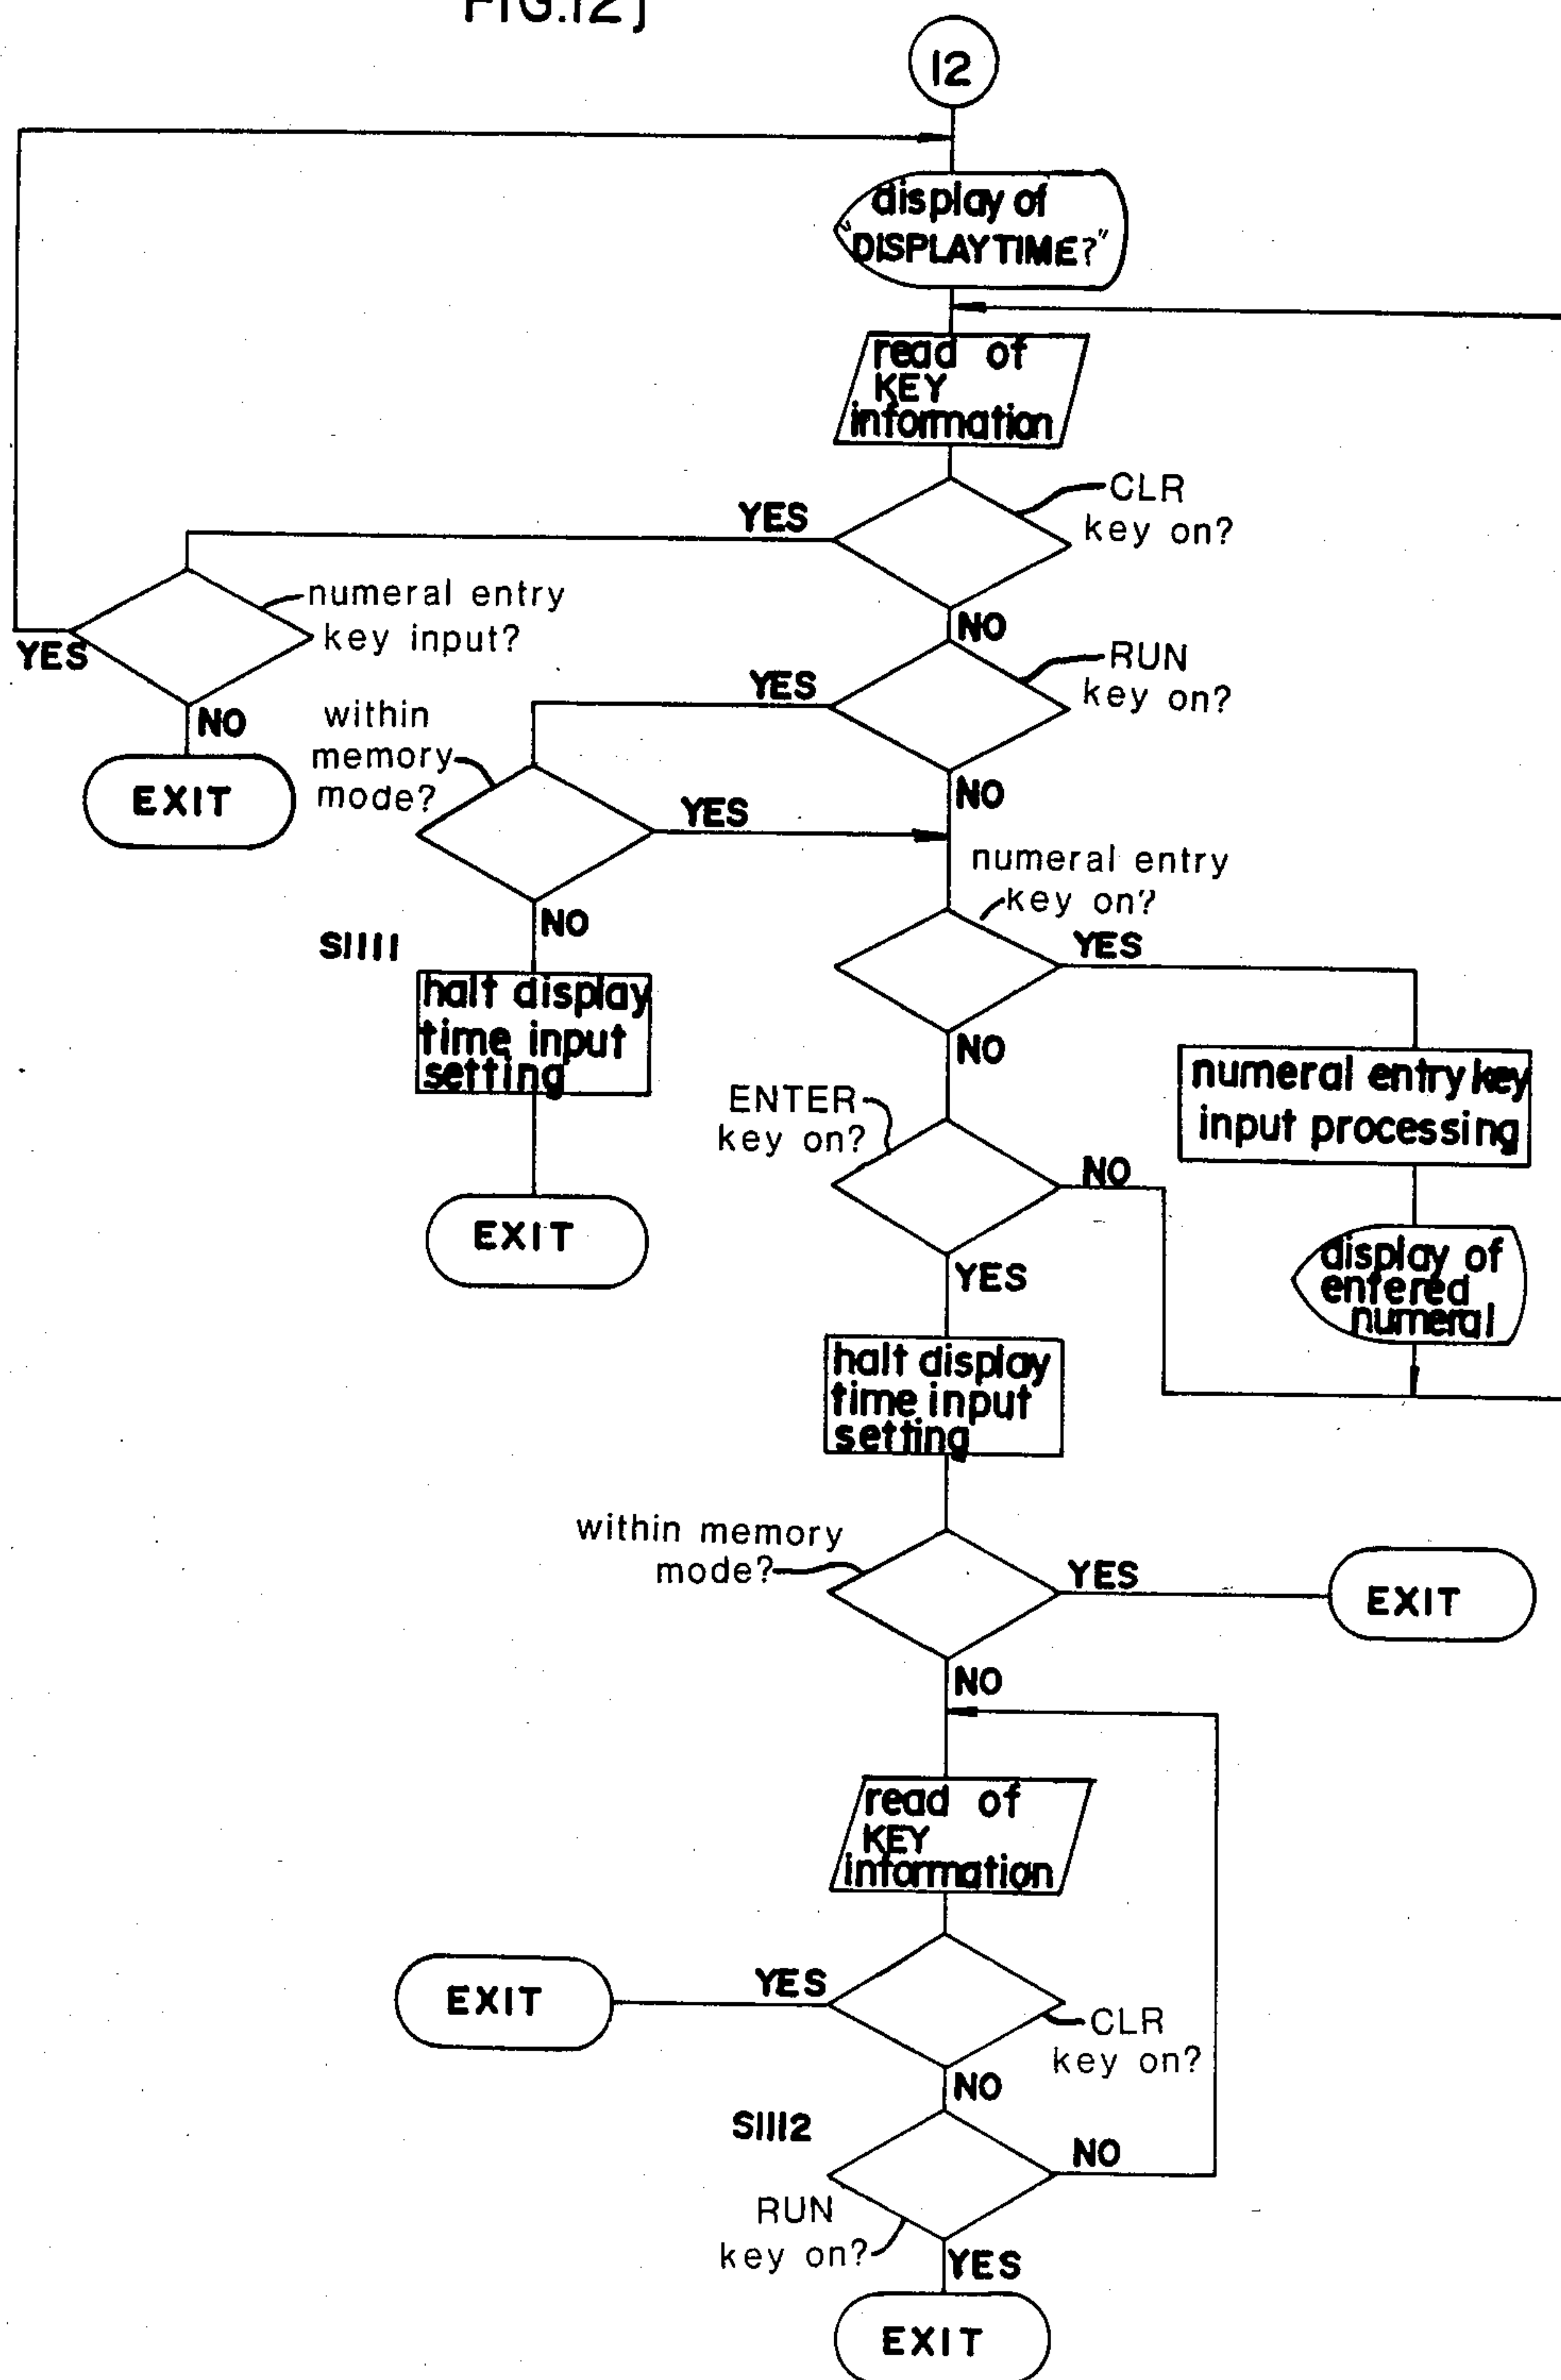 FIG.12j
12
display of
"DISPLAYTIME?"
read of
KEY
information
CLR
key on?
YES
NO
numeral entry
key input?
YES
NO
EXIT
RUN
key on?
YES
NO
within
memory
mode?
YES
NO
S1111
halt display
time input
setting
EXIT
numeral entry
key on?
YES
NO
numeral entry key
input processing
display of
entered
numeral
ENTER
key on?
NO
YES
halt display
time input
setting
within memory
mode?
YES
EXIT
NO
read of
KEY
information
YES
EXIT
CLR
key on?
NO
S1112
NO
RUN
key on?
YES
EXIT